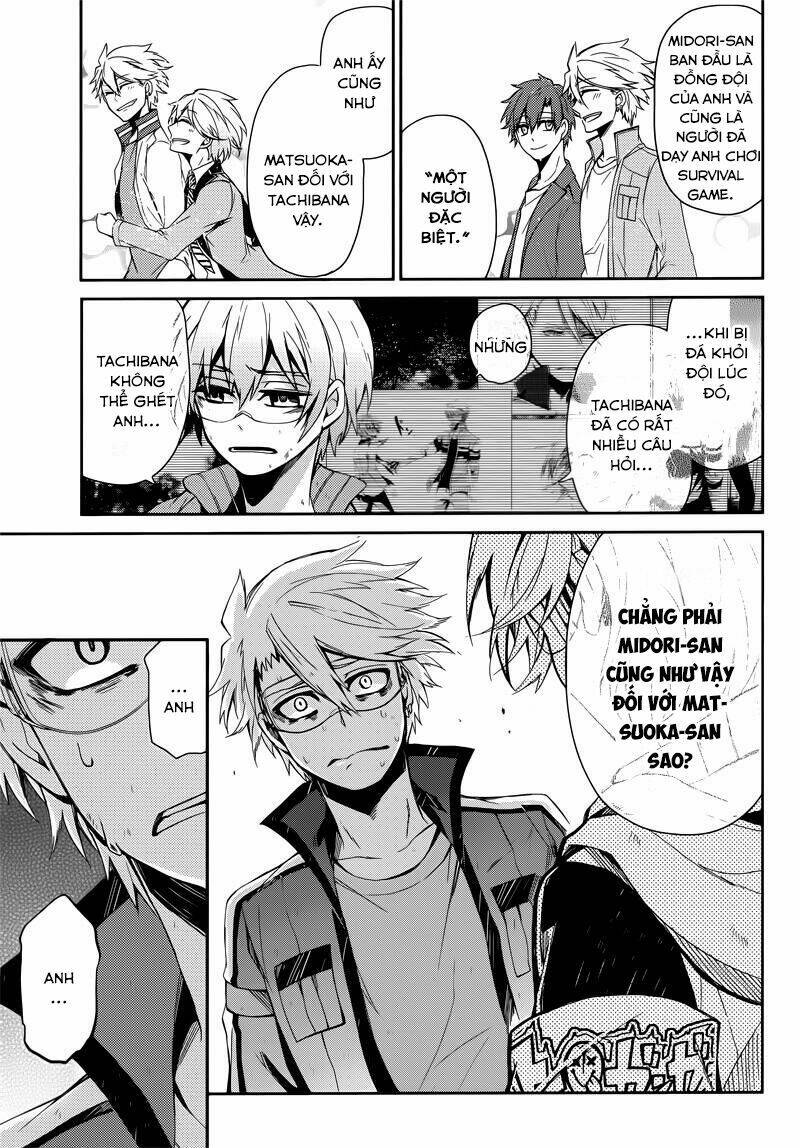 MIDORI-SAN
BAN ĐẦU LÀ
ĐỒNG ĐỘI
CỦA ANH VÀ
CŨNG LÀ
NGƯỜI ĐÃ
DẠY ANH CHƠI
SURVIVAL
GAME.
"MỘT
NGƯỜI
ĐẶC
BIỆT."
ANH ẤY
CŨNG
NHƯ
MATSUOKA-
SAN ĐỐI VỚI
TACHIBANA
VẬY.
...KHI BỊ
ĐÁ KHỎI
ĐỘI LÚC
ĐÓ,
TACHIBANA
ĐÃ CÓ RẤT
NHIỀU CÂU
HỎI...
NHƯNG
TACHIBANA
KHÔNG
THỂ GHÉT
ANH...
CHẲNG PHẢI
MIDORI-SAN
CŨNG NHƯ VẬY
ĐỐI VỚI MAT-
SUOKA-SAN
SAO?
...
ANH
ANH
...